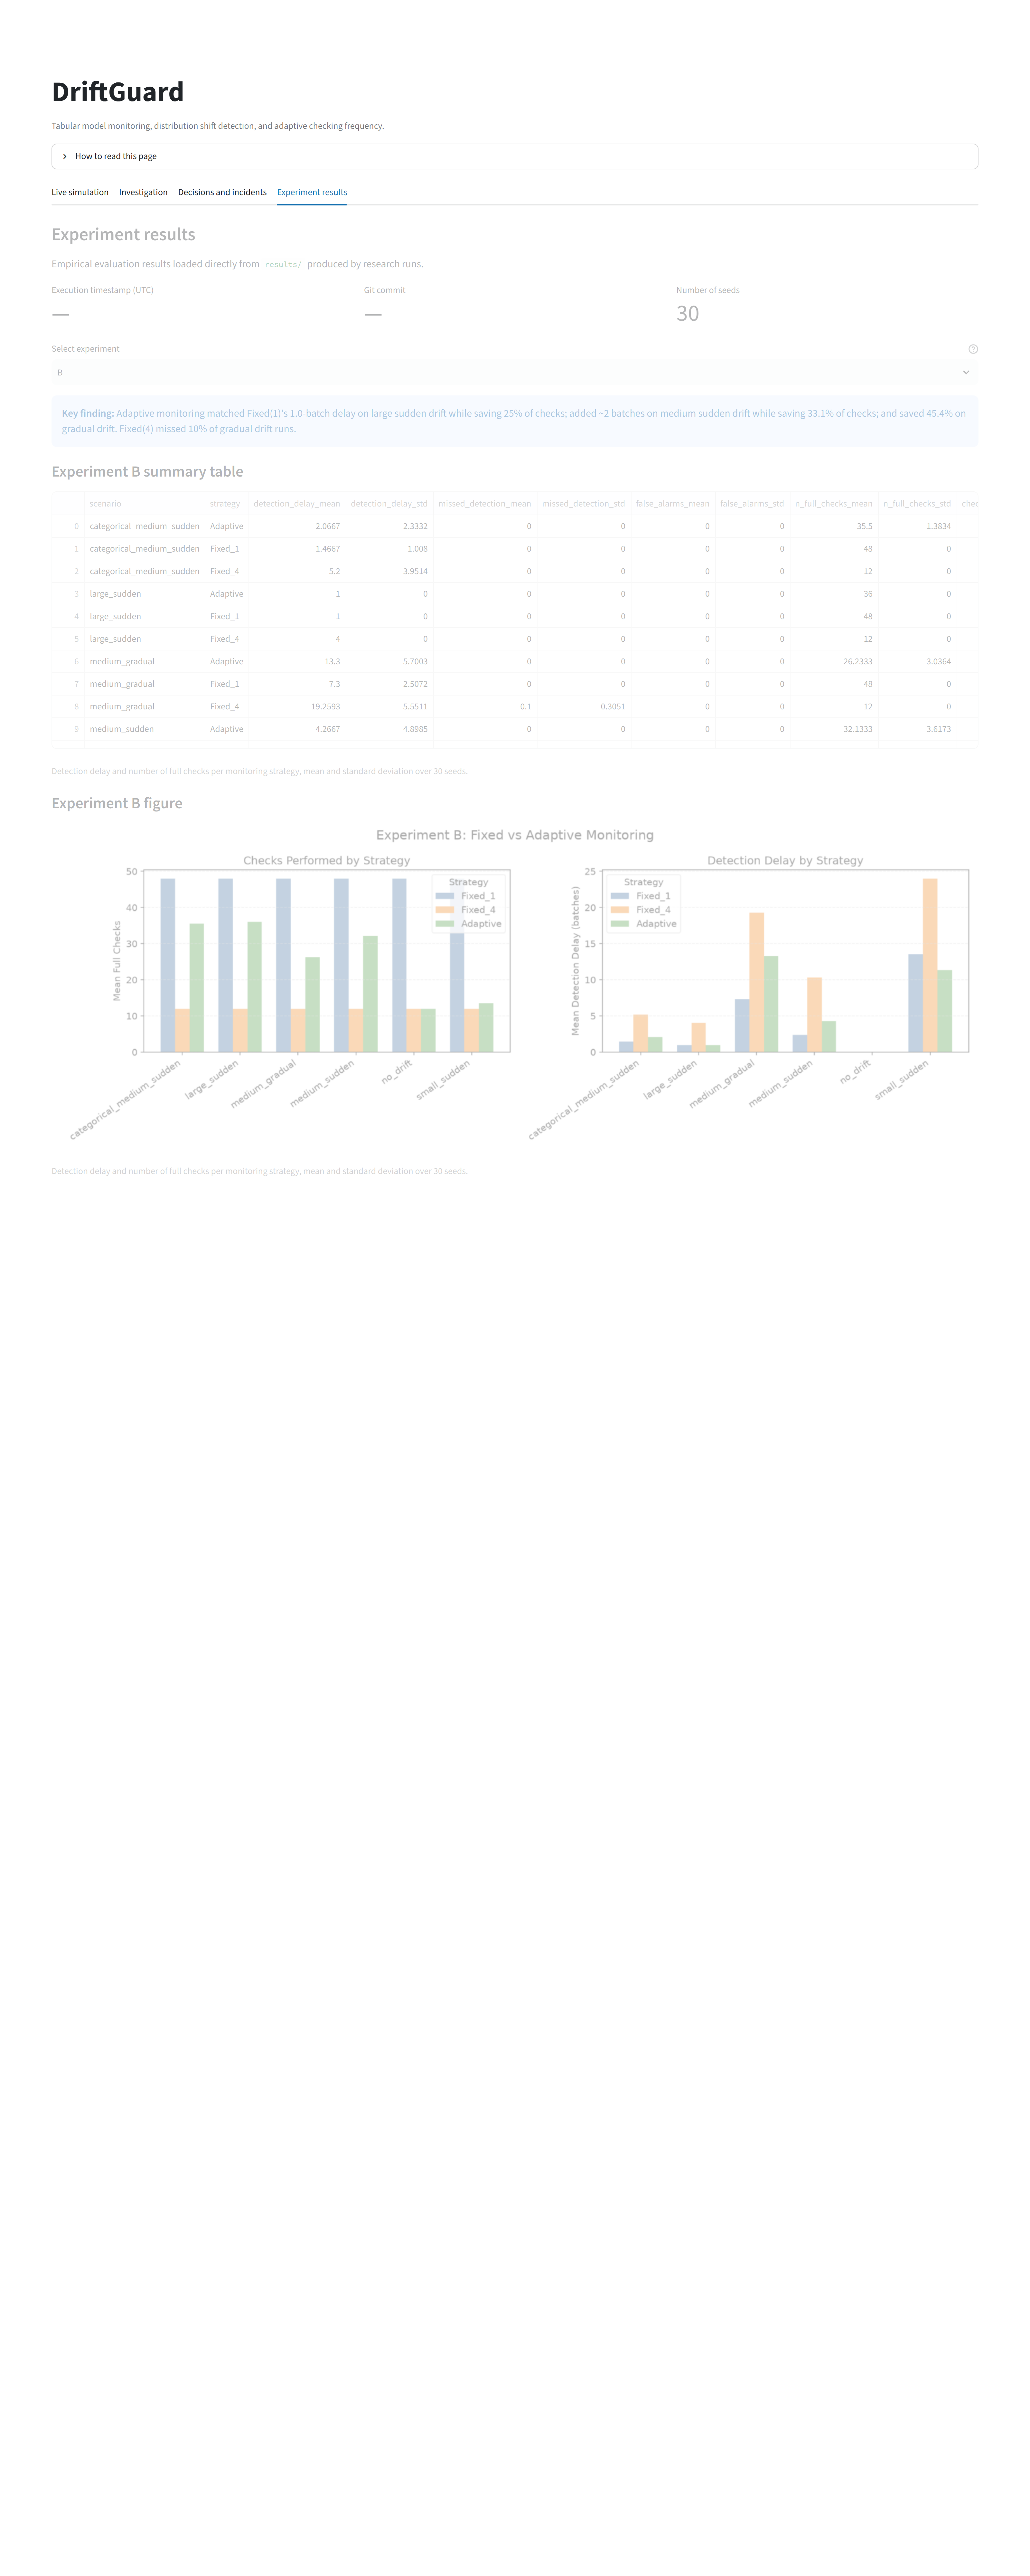 DriftGuard
Tabular model monitoring, distribution shift detection, and adaptive checking frequency.
How to read this page
Live simulation Investigation Decisions and incidents Experiment results
Experiment results
Empirical evaluation results loaded directly from results/ produced by research runs.
Execution timestamp (UTC) Git commit Number of seeds
— — 30
Select experiment
B
Key finding: Adaptive monitoring matched Fixed(1)'s 1.0-batch delay on large sudden drift while saving 25% of checks; added ~2 batches on medium sudden drift while saving 33.1% of checks; and saved 45.4% on
gradual drift. Fixed(4) missed 10% of gradual drift runs.
Experiment B summary table
scenario strategy detection_delay_mean detection_delay_std missed_detection_mean missed_detection_std false_alarms_mean false_alarms_std n_full_checks_mean n_full_checks_std chec
0 categorical_medium_sudden Adaptive 2.0667 2.3332 0 0 0 0 35.5 1.3834
1 categorical_medium_sudden Fixed_1 1.4667 1.008 0 0 0 0 48 0
2 categorical_medium_sudden Fixed_4 5.2 3.9514 0 0 0 0 12 0
3 large_sudden Adaptive 1 0 0 0 0 0 36 0
4 large_sudden Fixed_1 1 0 0 0 0 0 48 0
5 large_sudden Fixed_4 4 0 0 0 0 0 12 0
6 medium_gradual Adaptive 13.3 5.7003 0 0 0 0 26.2333 3.0364
7 medium_gradual Fixed_1 7.3 2.5072 0 0 0 0 48 0
8 medium_gradual Fixed_4 19.2593 5.5511 0.1 0.3051 0 0 12 0
9 medium_sudden Adaptive 4.2667 4.8985 0 0 0 0 32.1333 3.6173
Detection delay and number of full checks per monitoring strategy, mean and standard deviation over 30 seeds.
Experiment B figure
Experiment B: Fixed vs Adaptive Monitoring
Checks Performed by Strategy
Mean Full Checks
50
40
30
20
10
0
Strategy
Fixed_1
Fixed_4
Adaptive
categorical_medium_sudden
large_sudden
medium_gradual
medium_sudden
no_drift
small_sudden
Detection Delay by Strategy
Mean Detection Delay (batches)
25
20
15
10
5
0
Strategy
Fixed_1
Fixed_4
Adaptive
categorical_medium_sudden
large_sudden
medium_gradual
medium_sudden
no_drift
small_sudden
Detection delay and number of full checks per monitoring strategy, mean and standard deviation over 30 seeds.